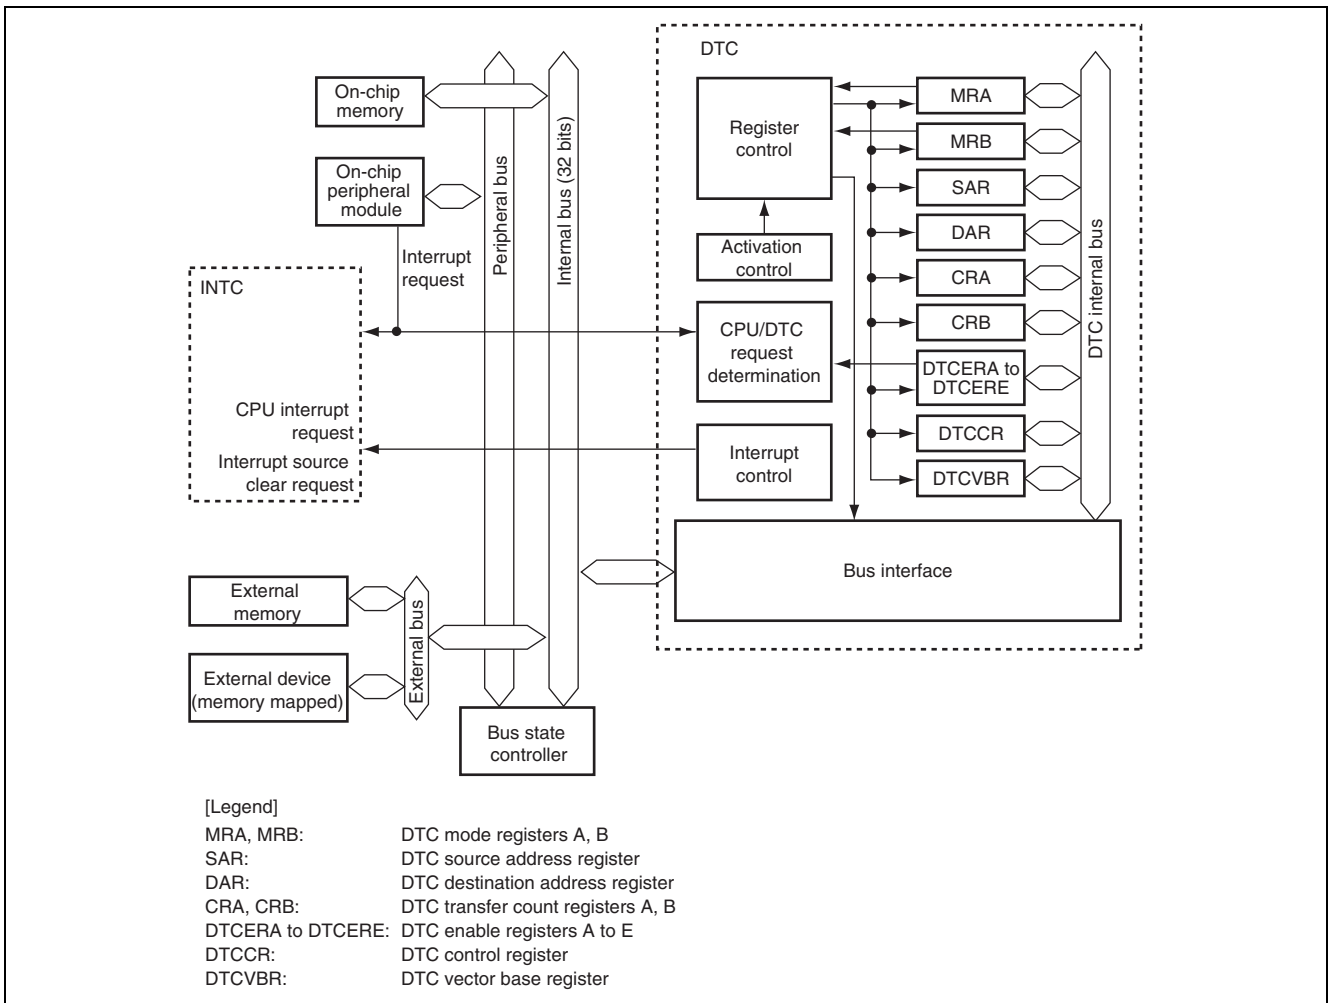 DTC
On-chip
memory
MRA
Register
control
MRB
On-chip
peripheral
module
SAR
Peripheral bus
Internal bus (32 bits)
DAR
Interrupt
request
Activation
control
CRA
INTC
DTC internal bus
CRB
CPU/DTC
request
determination
DTCERA to
DTCERE
CPU interrupt
request
DTCCR
Interrupt source
clear request
Interrupt
control
DTCVBR
Bus interface
External
memory
External bus
External device
(memory mapped)
Bus state
controller
[Legend]
MRA, MRB: DTC mode registers A, B
SAR: DTC source address register
DAR: DTC destination address register
CRA, CRB: DTC transfer count registers A, B
DTCERA to DTCERE: DTC enable registers A to E
DTCCR: DTC control register
DTCVBR: DTC vector base register